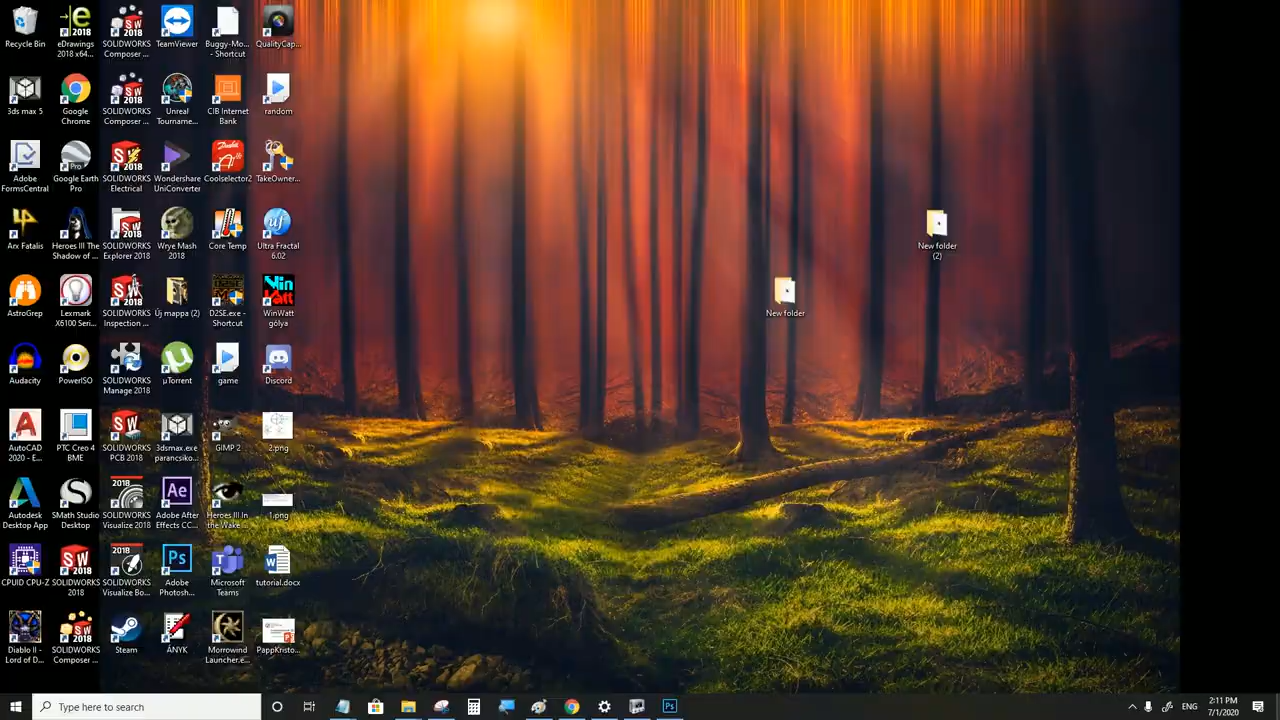 Recycle Bin
eDrawings
2018 x64...
SOLIDWORKS
Composer ...
TeamViewer
Buggy-Mo...
- Shortcut
QualityCap...
3ds max 5
Google
Chrome
SOLIDWORKS
Composer ...
Unreal
Tourname...
CIB Internet
Bank
random
Adobe
FormsCentral
Google Earth
Pro
SOLIDWORKS
Electrical
Wondershare
UniConverter
Coolselector2
TakeOwner...
Arx Fatalis
Heroes III The
Shadow of ...
SOLIDWORKS
Explorer 2018
Wrye Mash
2018
Core Temp
Ultra Fractal
6.02
New folder
(2)
AstroGrep
Lexmark
X6100 Seri...
SOLIDWORKS
Inspection ...
Új mappa (2)
D2SE.exe -
Shortcut
WinWatt
gólya
New folder
Audacity
PowerISO
SOLIDWORKS
Manage 2018
µTorrent
game
Discord
AutoCAD
2020 - E...
PTC Creo 4
BME
SOLIDWORKS
PCB 2018
3dsmax.exe
parancsiko...
GIMP 2
2.png
Autodesk
Desktop App
SMath Studio
Desktop
SOLIDWORKS
Visualize 2018
Adobe After
Effects CC...
Heroes III In
the Wake ...
1.png
CPUID CPU-Z
SOLIDWORKS
2018
SOLIDWORKS
Visualize Bo...
Adobe
Photosh...
Microsoft
Teams
tutorial.docx
Diablo II -
Lord of D...
SOLIDWORKS
Composer ...
Steam
ÁNYK
Morrowind
Launcher.e...
PappKristo...
Type here to search
ENG
2:11 PM
7/1/2020